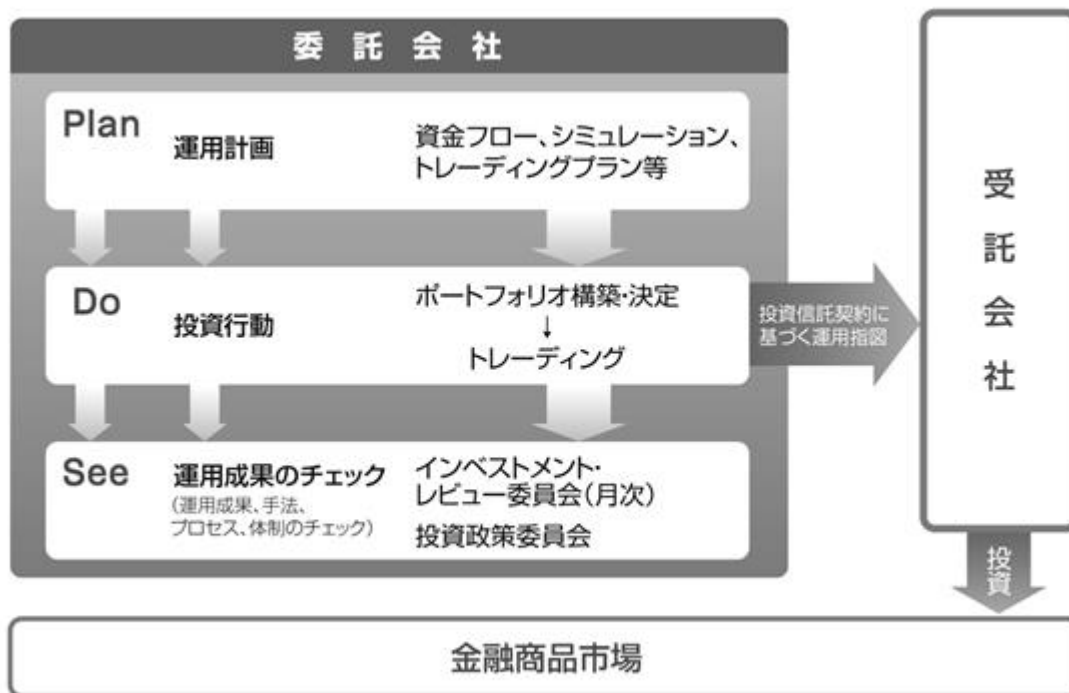 委託会社
Plan
運用計画
資金フロー、シミュレーション、
トレーディングプラン等
Do
投資行動
ポートフォリオ構築・決定
↓
トレーディング
See
運用成果のチェック
(運用成果、手法、
プロセス、体制のチェック)
インベストメント・
レビュー委員会(月次)
投資政策委員会
投資信託契約に
基づく運用指図
受託会社
投資
金融商品市場